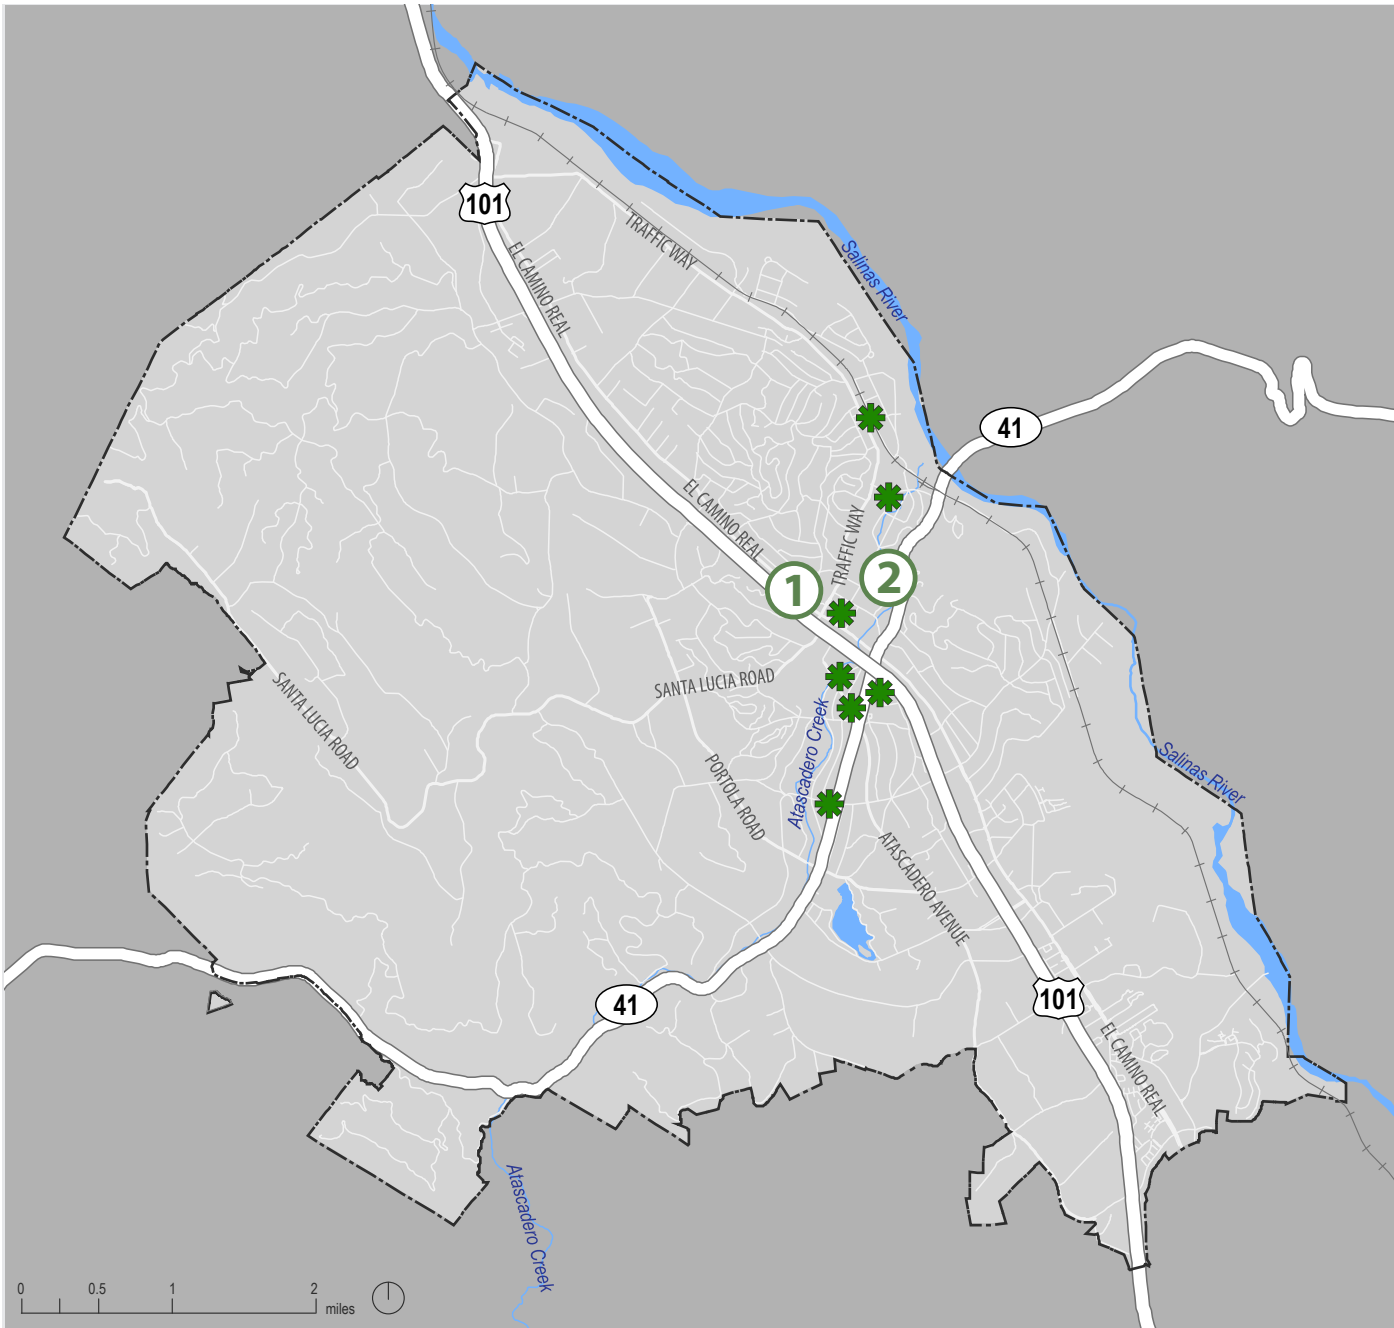 101
TRAFFIC WAY
EL CAMINO REAL
Salinas River
41
EL CAMINO REAL
TRAFFIC WAY
1
2
SANTA LUCIA ROAD
SANTA LUCIA ROAD
Atascadero Creek
PORTOLA ROAD
Salinas River
ATASCADERO AVENUE
41
101
EL CAMINO REAL
Atascadero Creek
0 0.5 1 2
miles